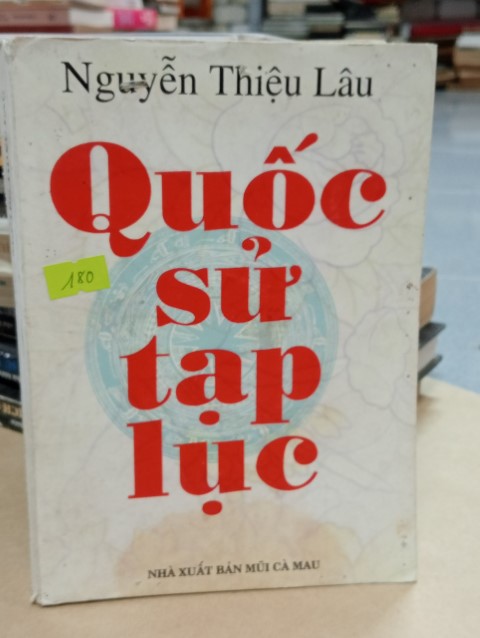 Nguyễn Thiệu Lâu
Quốc
sử
tạp
lục
180
NHÀ XUẤT BẢN MŨI CÀ MAU